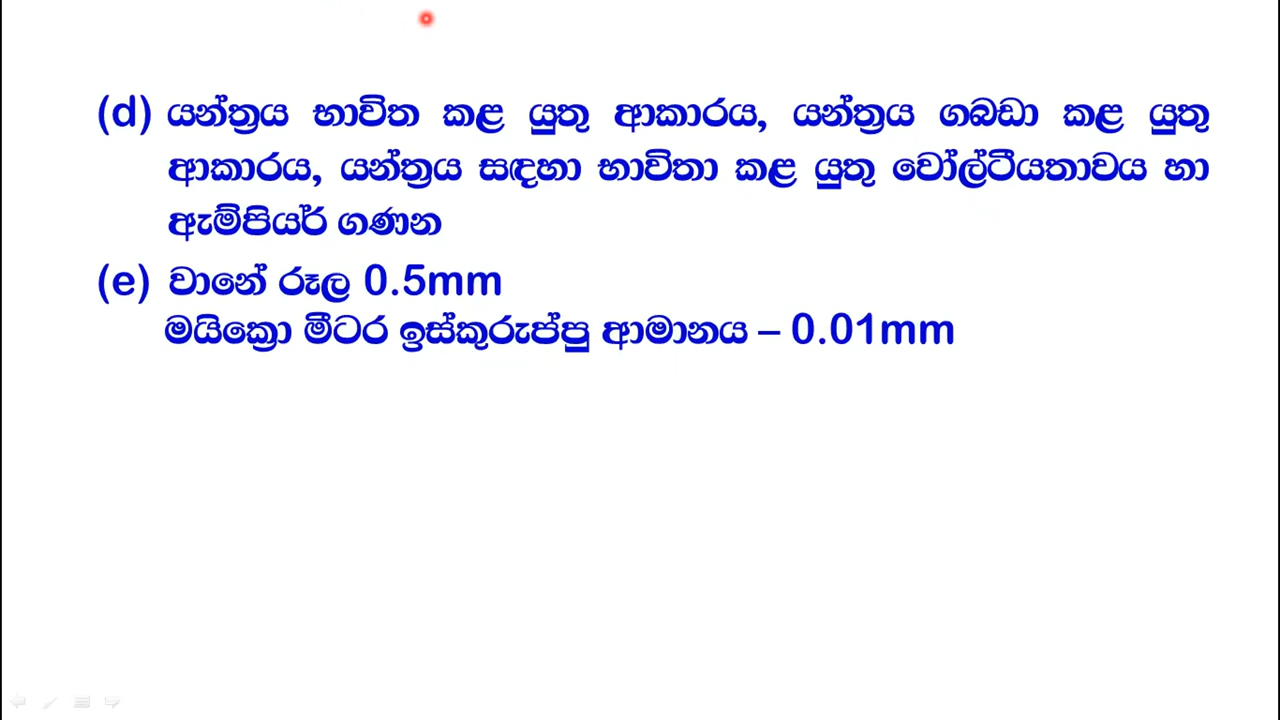 (d) යන්ත්‍රය භාවිත කළ යුතු ආකාරය, යන්ත්‍රය ගබඩා කළ යුතු
ආකාරය, යන්ත්‍රය සඳහා භාවිතා කළ යුතු වෝල්ටීයතාවය හා
ඇම්පියර් ගණන
(e) වානේ රූල 0.5mm
මයික්‍රො මීටර ඉස්කුරුප්පු ආමානය – 0.01mm